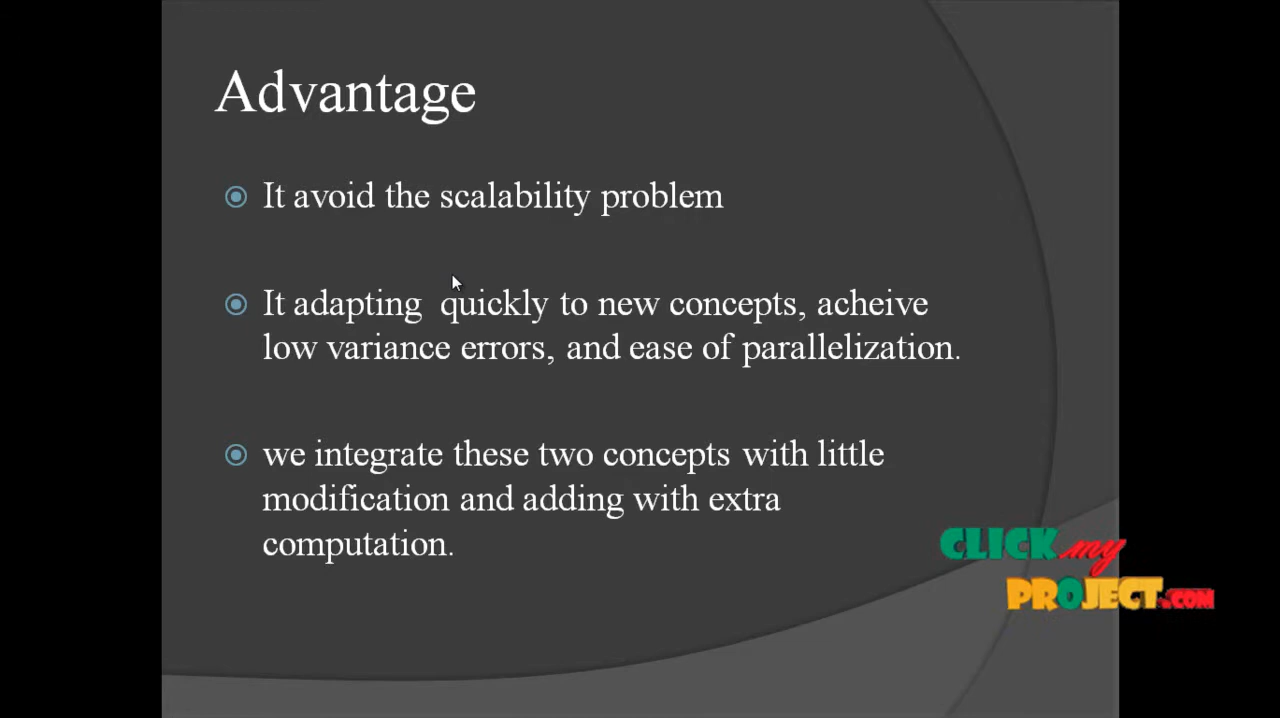 Advantage
It avoid the scalability problem
It adapting quickly to new concepts, acheive
low variance errors, and ease of parallelization.
we integrate these two concepts with little
modification and adding with extra
computation.
CLICK my
PROJECT.COM